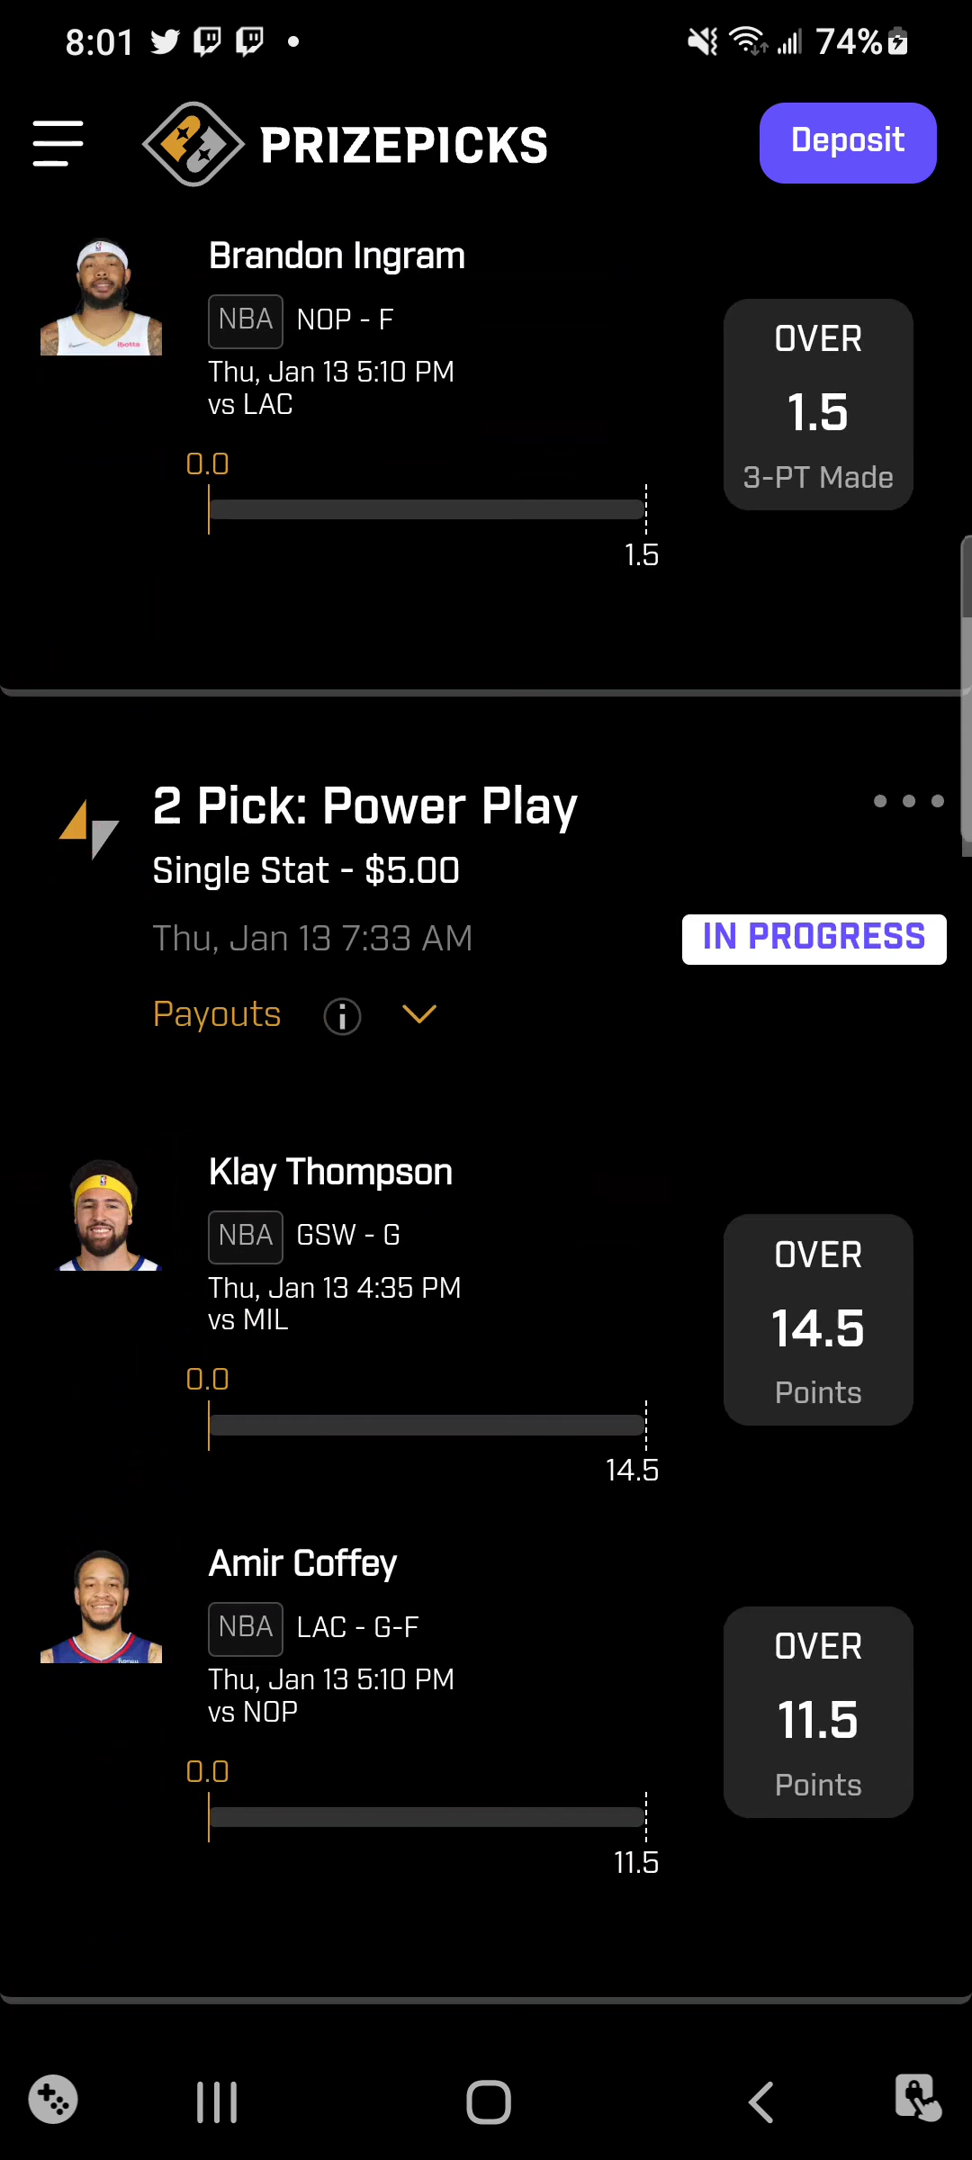 8:01
74%
PRIZEPICKS
Deposit
Brandon Ingram
NBA NOP - F
Thu, Jan 13 5:10 PM
vs LAC
OVER
1.5
3-PT Made
0.0
1.5
2 Pick: Power Play
Single Stat - $5.00
Thu, Jan 13 7:33 AM
IN PROGRESS
Payouts
Klay Thompson
NBA GSW - G
Thu, Jan 13 4:35 PM
vs MIL
OVER
14.5
Points
0.0
14.5
Amir Coffey
NBA LAC - G-F
Thu, Jan 13 5:10 PM
vs NOP
OVER
11.5
Points
0.0
11.5